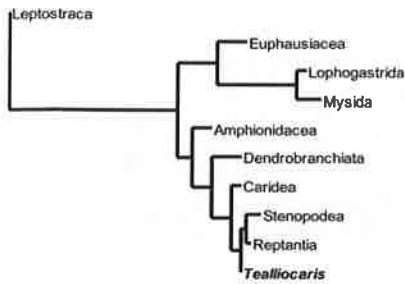 Leptostraca
Euphausiacea
Lophogastrida
Mysida
Amphionidacea
Dendrobranchiata
Caridea
Stenopodea
Reptantia
Tealliocaris